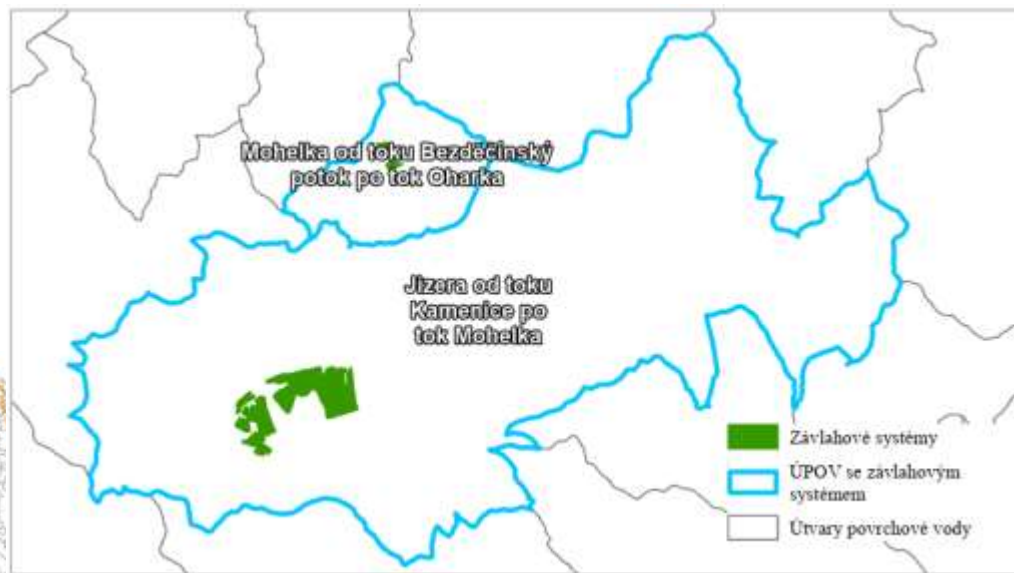 Mohelka od toku Bezděčínský
potok po tok Oharka
Jizera od toku
Kamenice po
tok Mohelka
Závlahové systémy
ÚPOV se závlahovým
systémem
Útvary povrchové vody